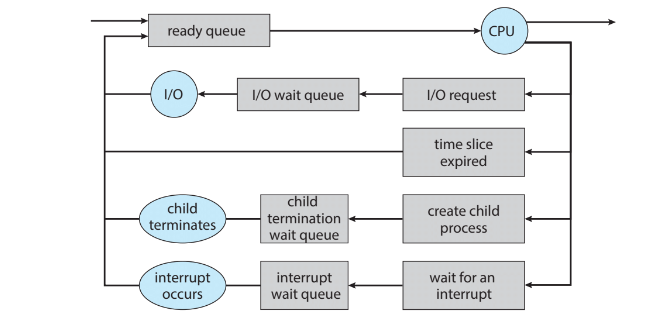 ready queue
CPU
I/O
I/O wait queue
I/O request
time slice
expired
child
terminates
child
termination
wait queue
create child
process
interrupt
occurs
interrupt
wait queue
wait for an
interrupt